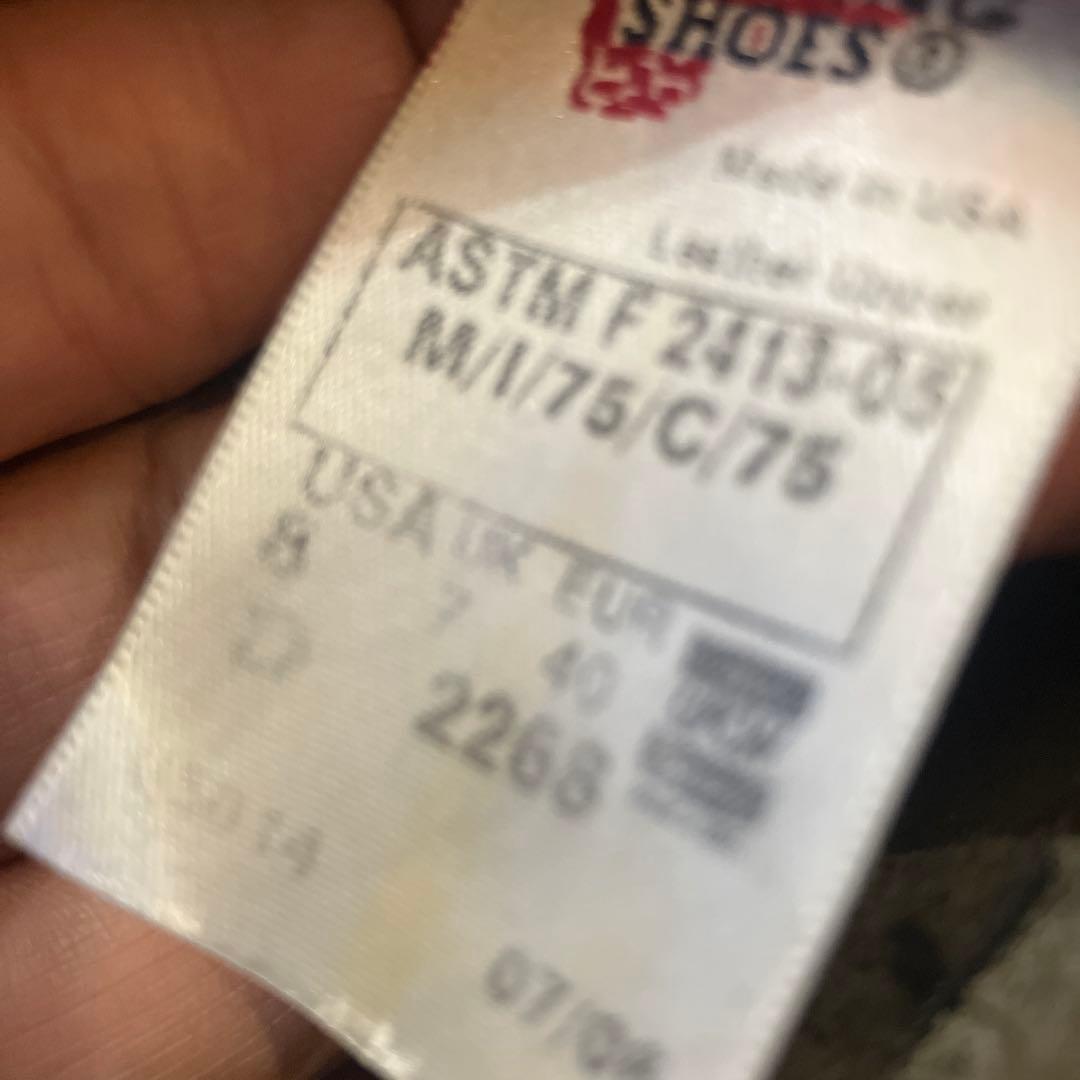 SHOES®
Made in USA
Leather Upper
ASTM F 2413-05
M/I/75/C/75
USA UK EUR
8 7 40
D
2268
07/06